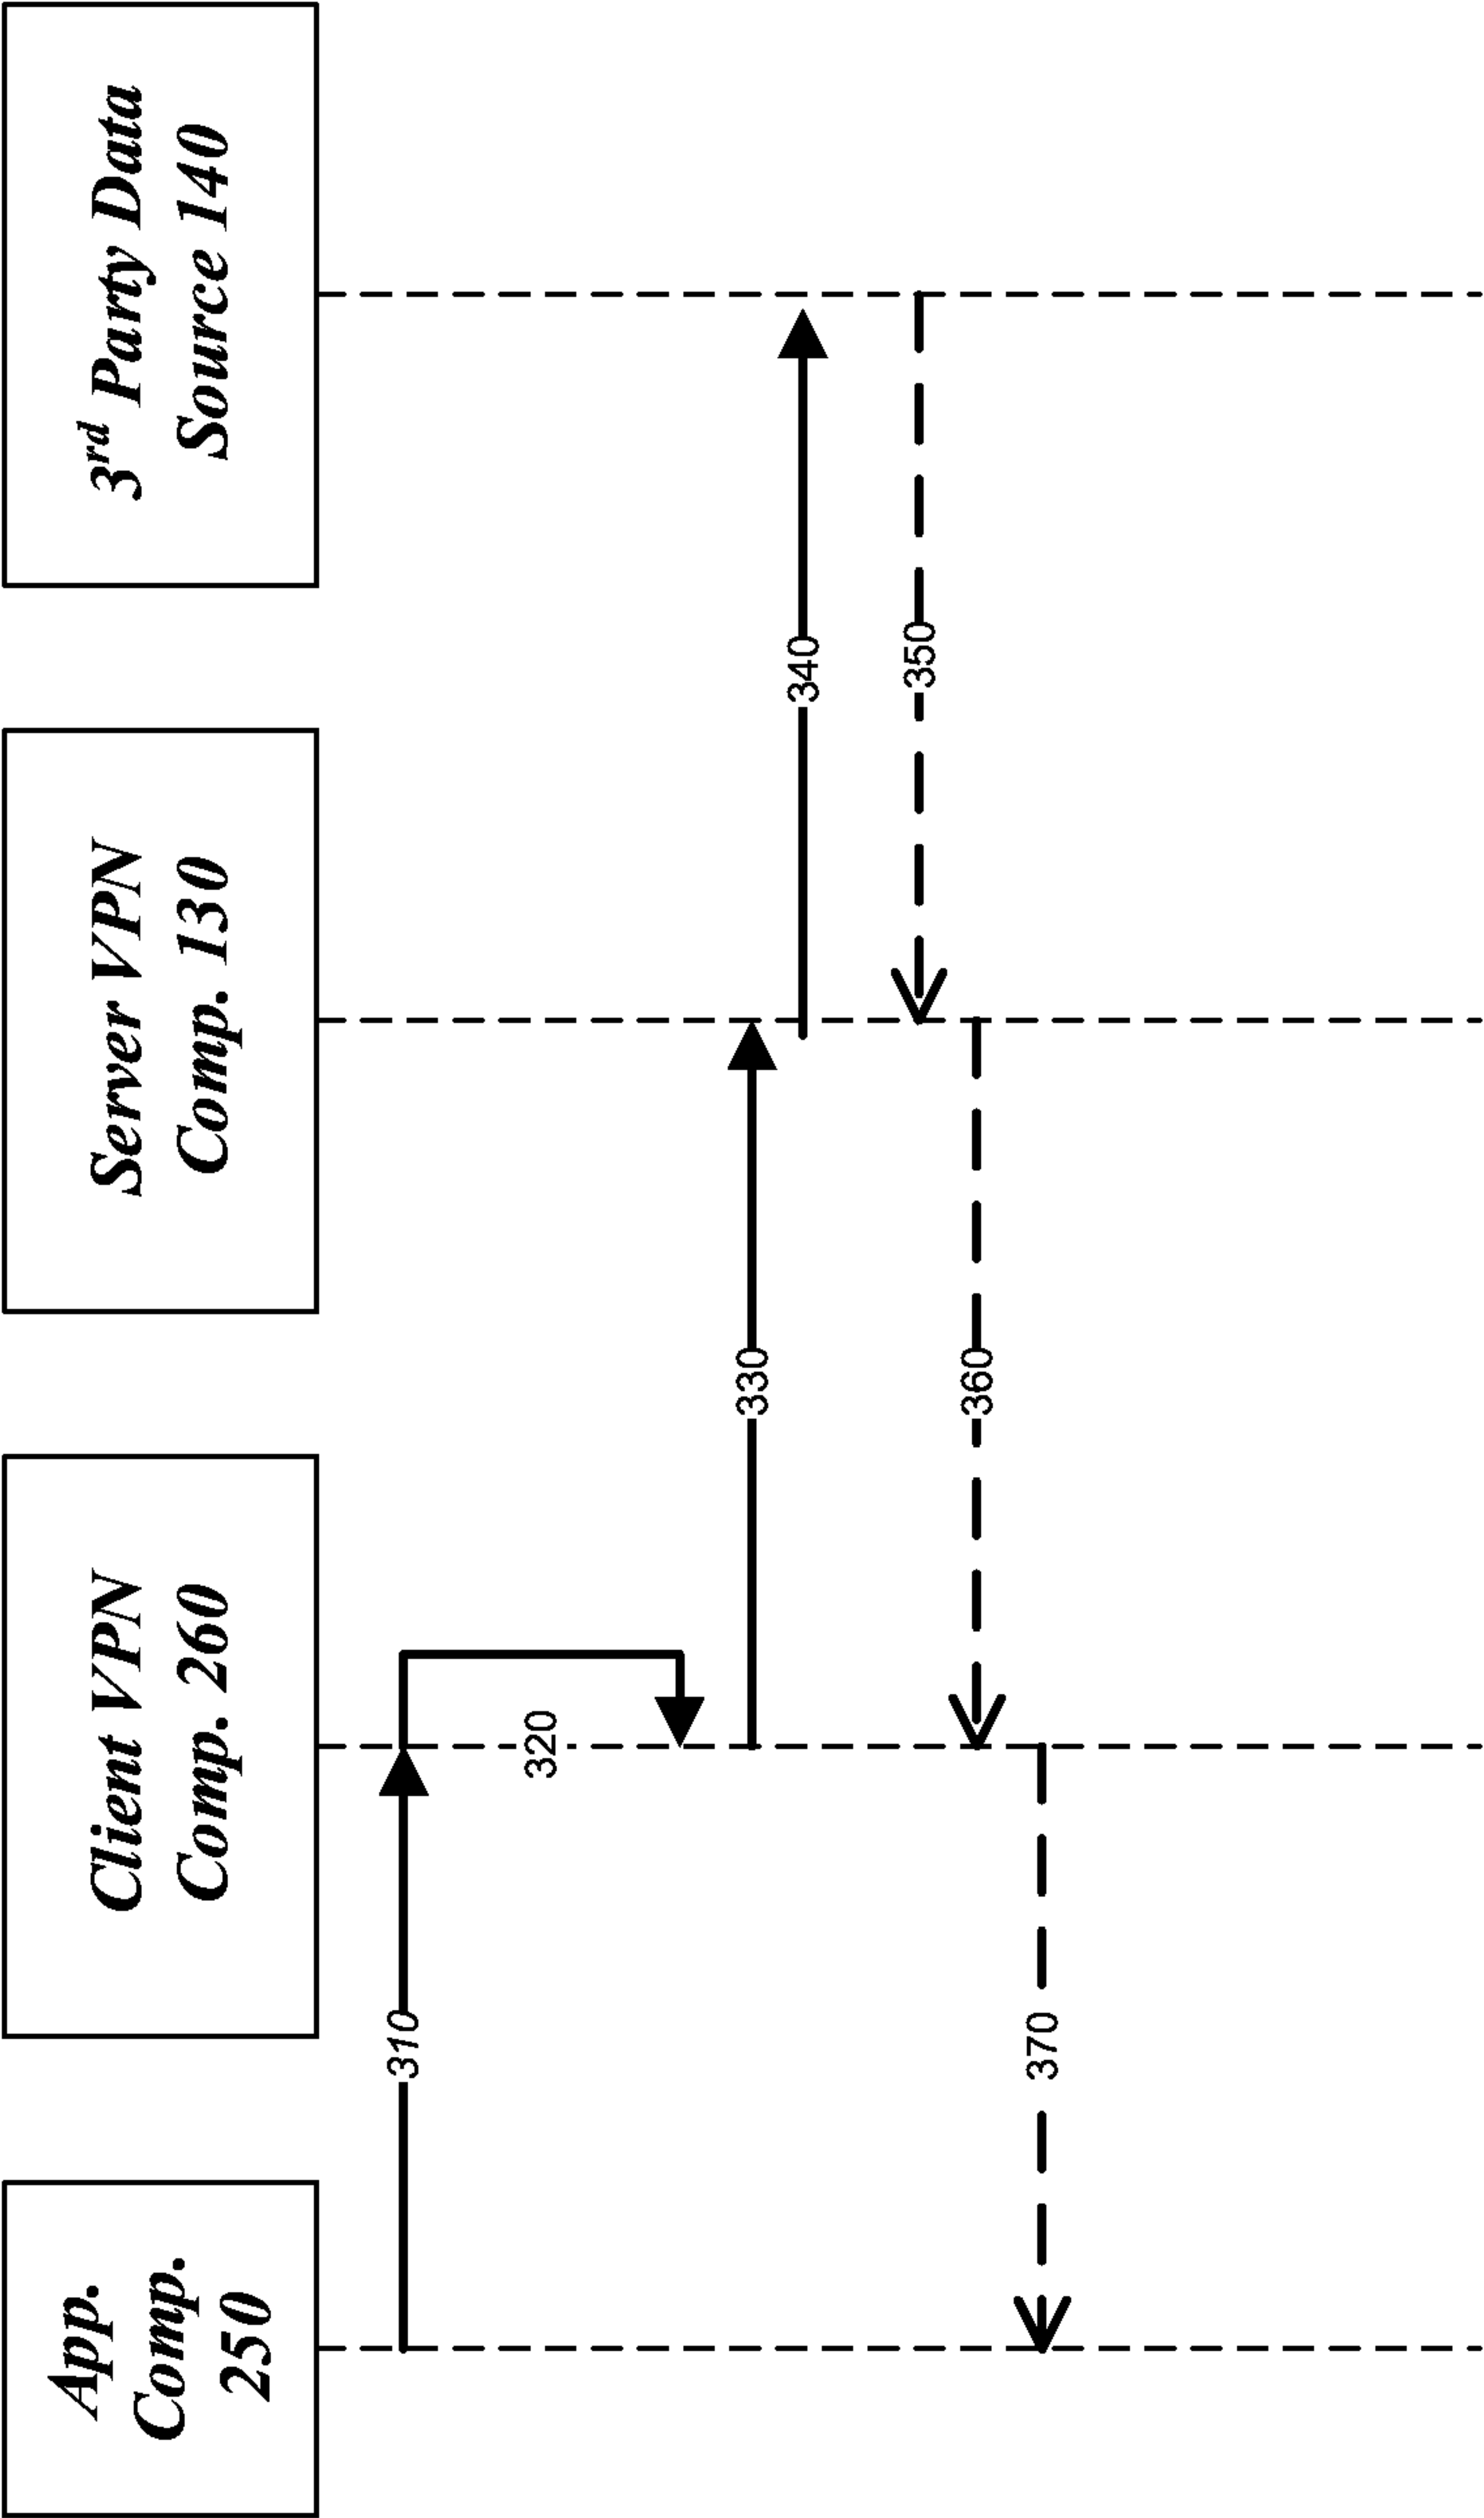 App.
Comp.
250
Client VPN
Comp. 260
Server VPN
Comp. 130
3rd Party Data
Source 140
310
320
330
340
350
360
370